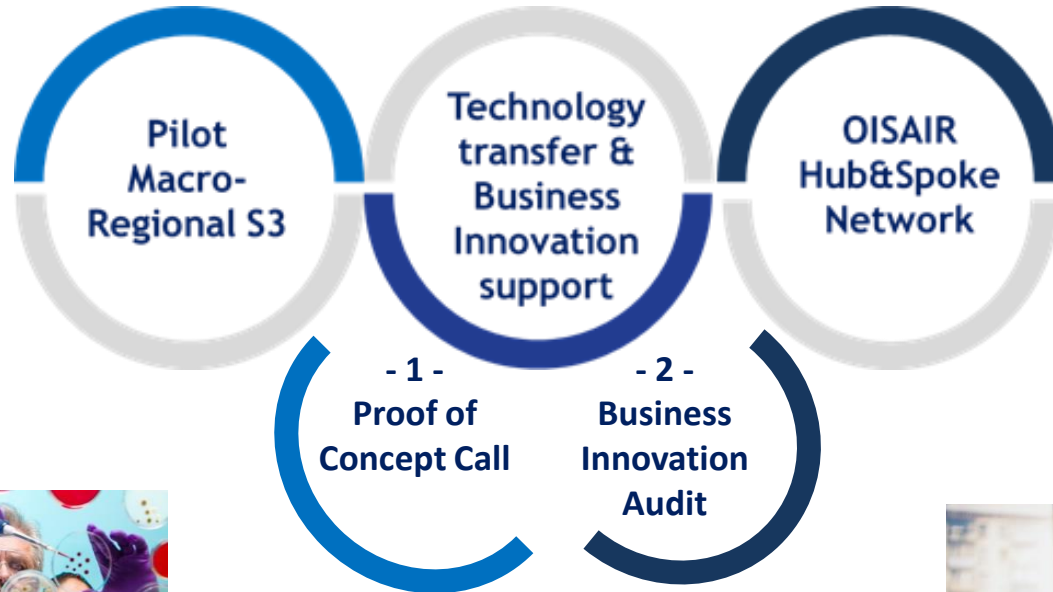 Pilot
Macro-
Regional S3
Technology
transfer &
Business
Innovation
support
OISAIR
Hub&Spoke
Network
- 1 -
Proof of
Concept Call
- 2 -
Business
Innovation
Audit